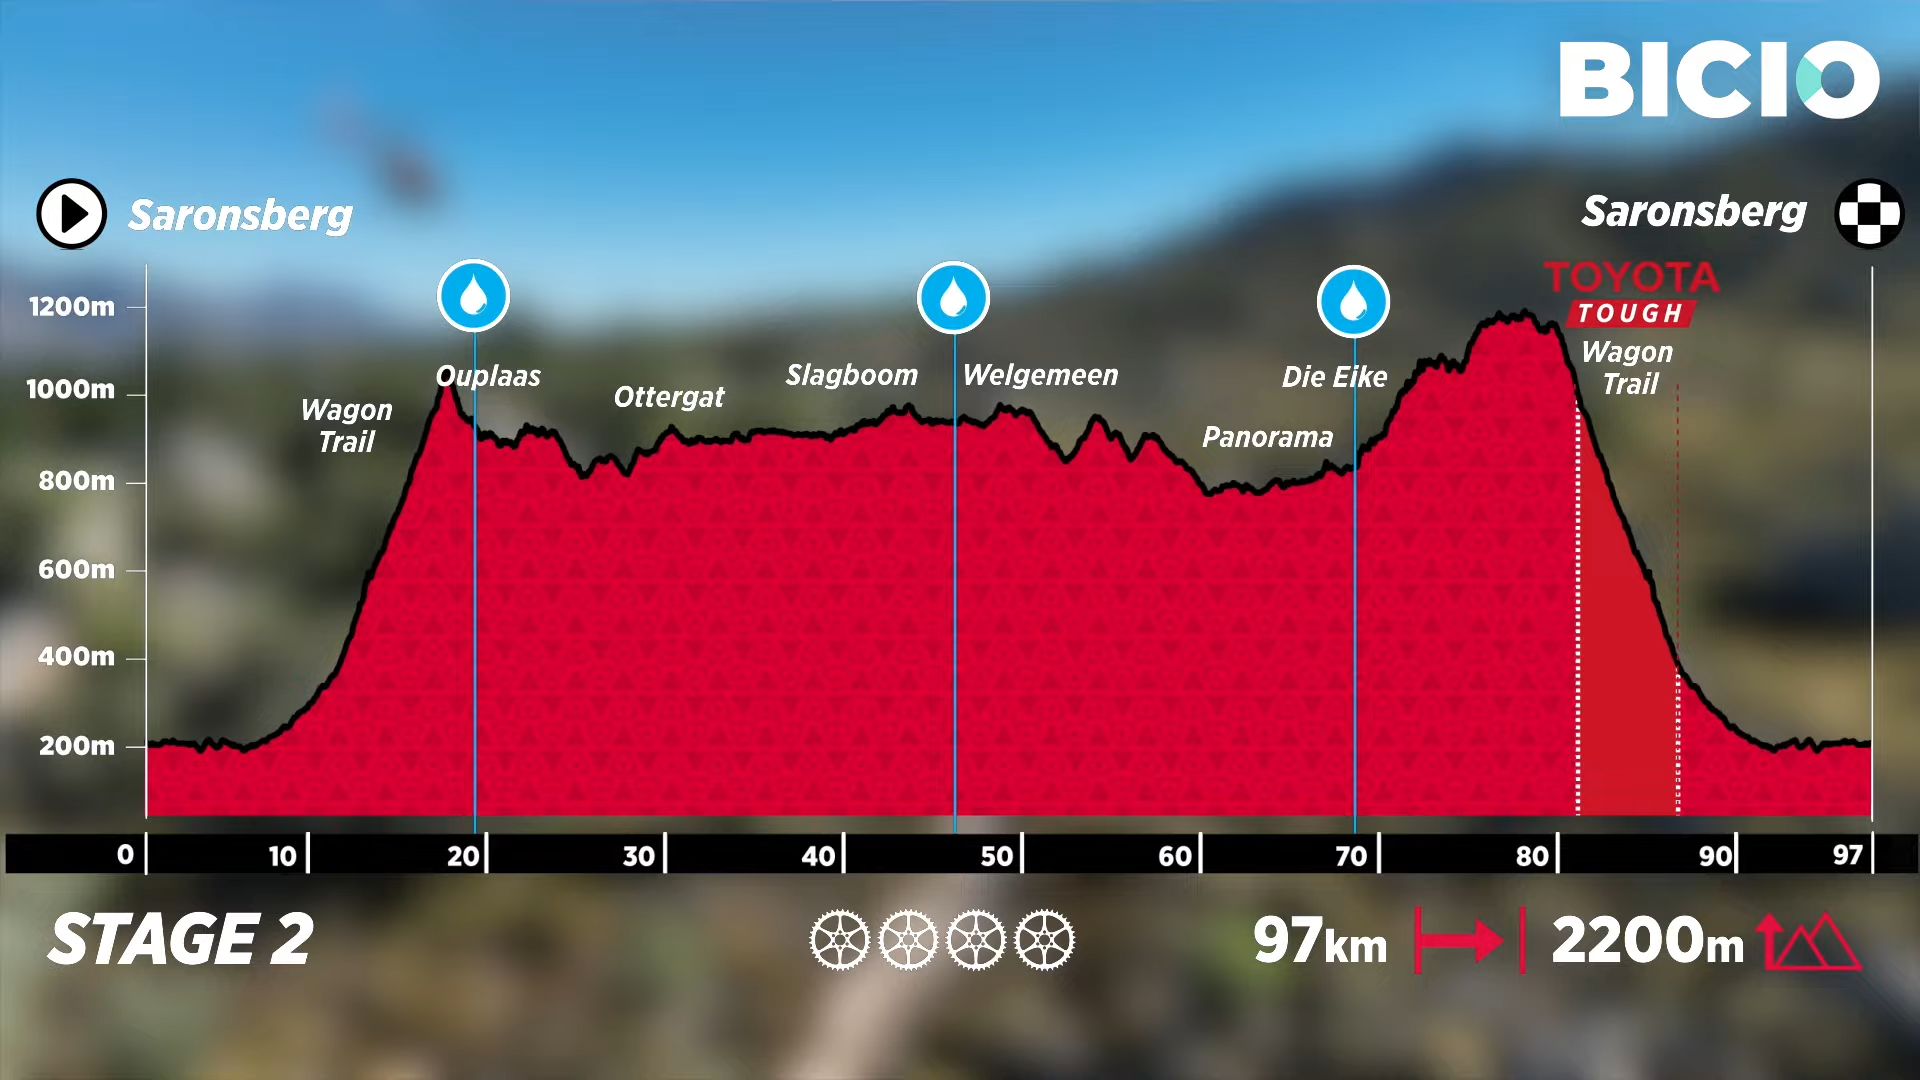 BICIO
Saronsberg
Saronsberg
TOYOTA
TOUGH
Wagon
Trail
Ouplaas
Ottergat
Slagboom
Welgemeen
Die Eike
Panorama
Wagon
Trail
1200m
1000m
800m
600m
400m
200m
0 10 20 30 40 50 60 70 80 90 97
STAGE 2
97km
2200m